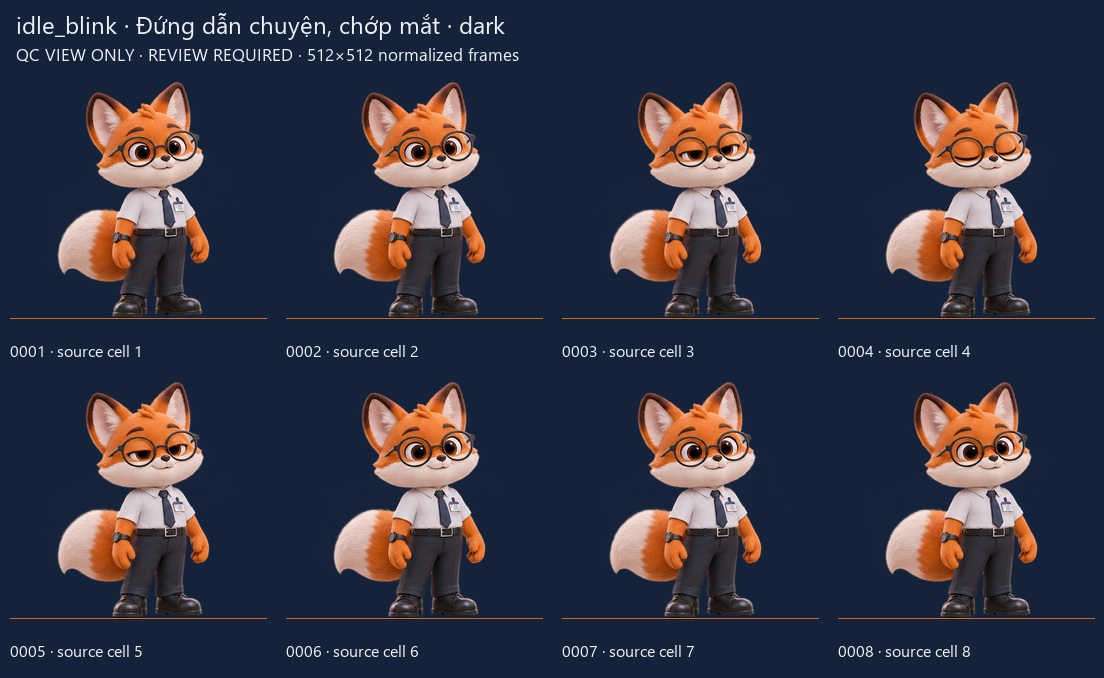 idle_blink · Đứng dẫn chuyện, chớp mắt · dark
QC VIEW ONLY · REVIEW REQUIRED · 512×512 normalized frames
0001 · source cell 1
0002 · source cell 2
0003 · source cell 3
0004 · source cell 4
0005 · source cell 5
0006 · source cell 6
0007 · source cell 7
0008 · source cell 8